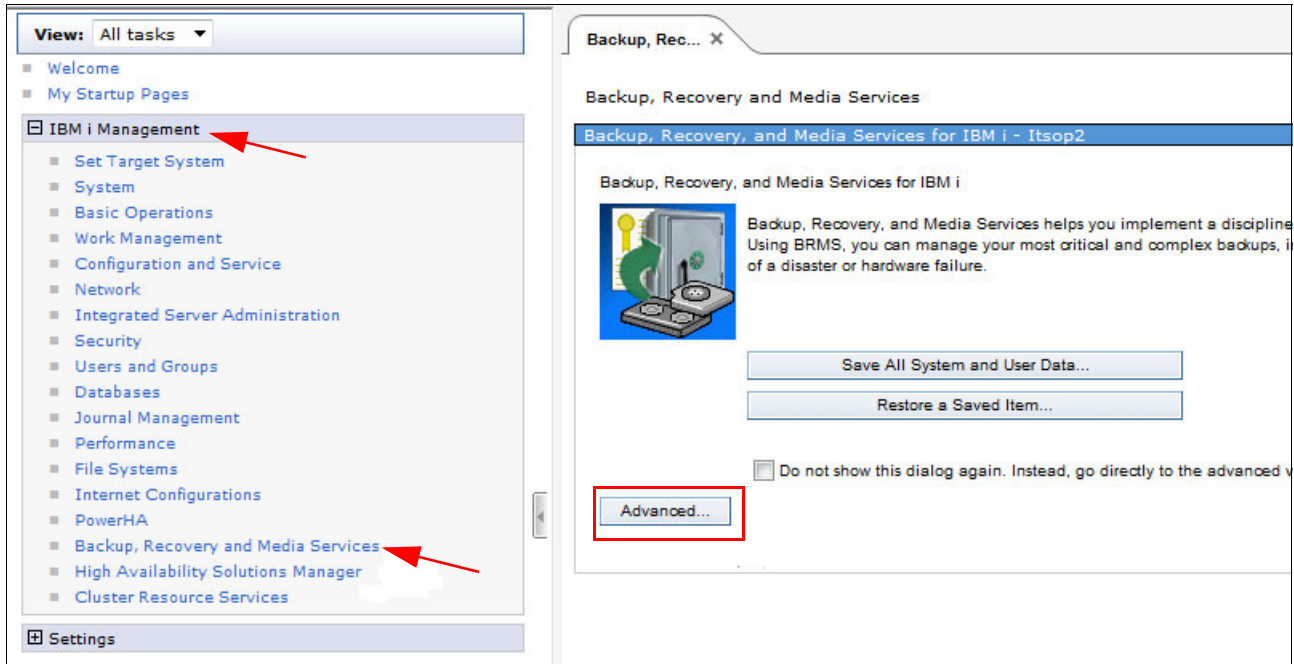 View: All tasks
Welcome
My Startup Pages
IBM i Management
Set Target System
System
Basic Operations
Work Management
Configuration and Service
Network
Integrated Server Administration
Security
Users and Groups
Databases
Journal Management
Performance
File Systems
Internet Configurations
PowerHA
Backup, Recovery and Media Services
High Availability Solutions Manager
Cluster Resource Services
Settings
Backup, Rec...
Backup, Recovery and Media Services
Backup, Recovery, and Media Services for IBM i - Itsop2
Backup, Recovery, and Media Services for IBM i
Backup, Recovery, and Media Services helps you implement a discipline
Using BRMS, you can manage your most critical and complex backups, i
of a disaster or hardware failure.
Save All System and User Data...
Restore a Saved Item...
Do not show this dialog again. Instead, go directly to the advanced v
Advanced...